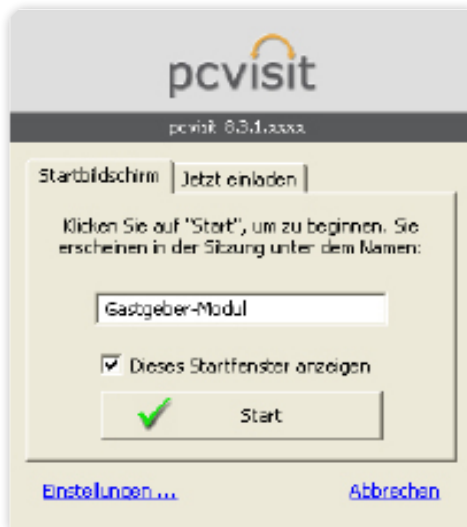 pcvisit
pcvisit 8.3.1.xxxx
Startbildschirm
Jetzt einladen
Klicken Sie auf "Start", um zu beginnen. Sie
erscheinen in der Sitzung unter dem Namen:
Gastgeber-Modul
Dieses Startfenster anzeigen
Start
Einstellungen ...
Abbrechen